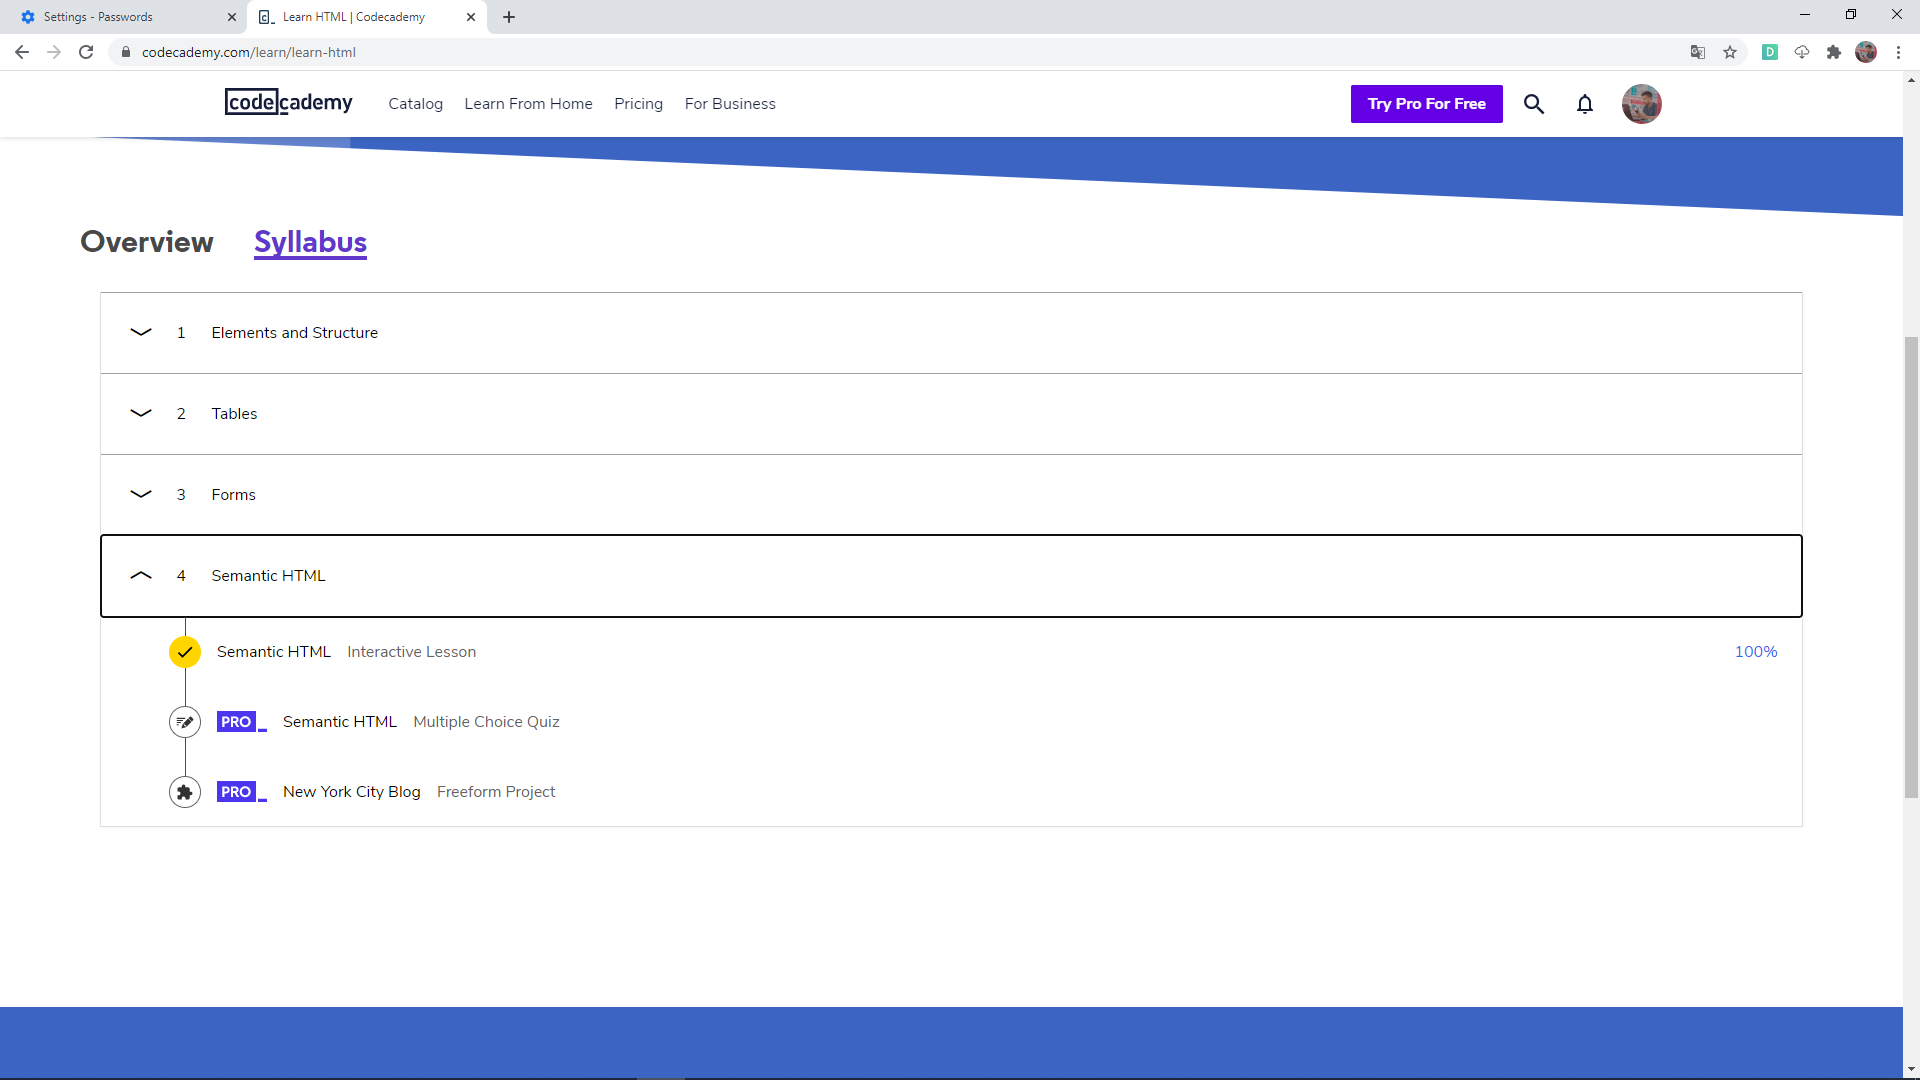 Settings - Passwords
Learn HTML | Codecademy
codecademy.com/learn/learn-html
D
codecademy Catalog Learn From Home Pricing For Business Try Pro For Free
Overview Syllabus
1 Elements and Structure
2 Tables
3 Forms
4 Semantic HTML
Semantic HTML Interactive Lesson 100%
PRO Semantic HTML Multiple Choice Quiz
PRO New York City Blog Freeform Project